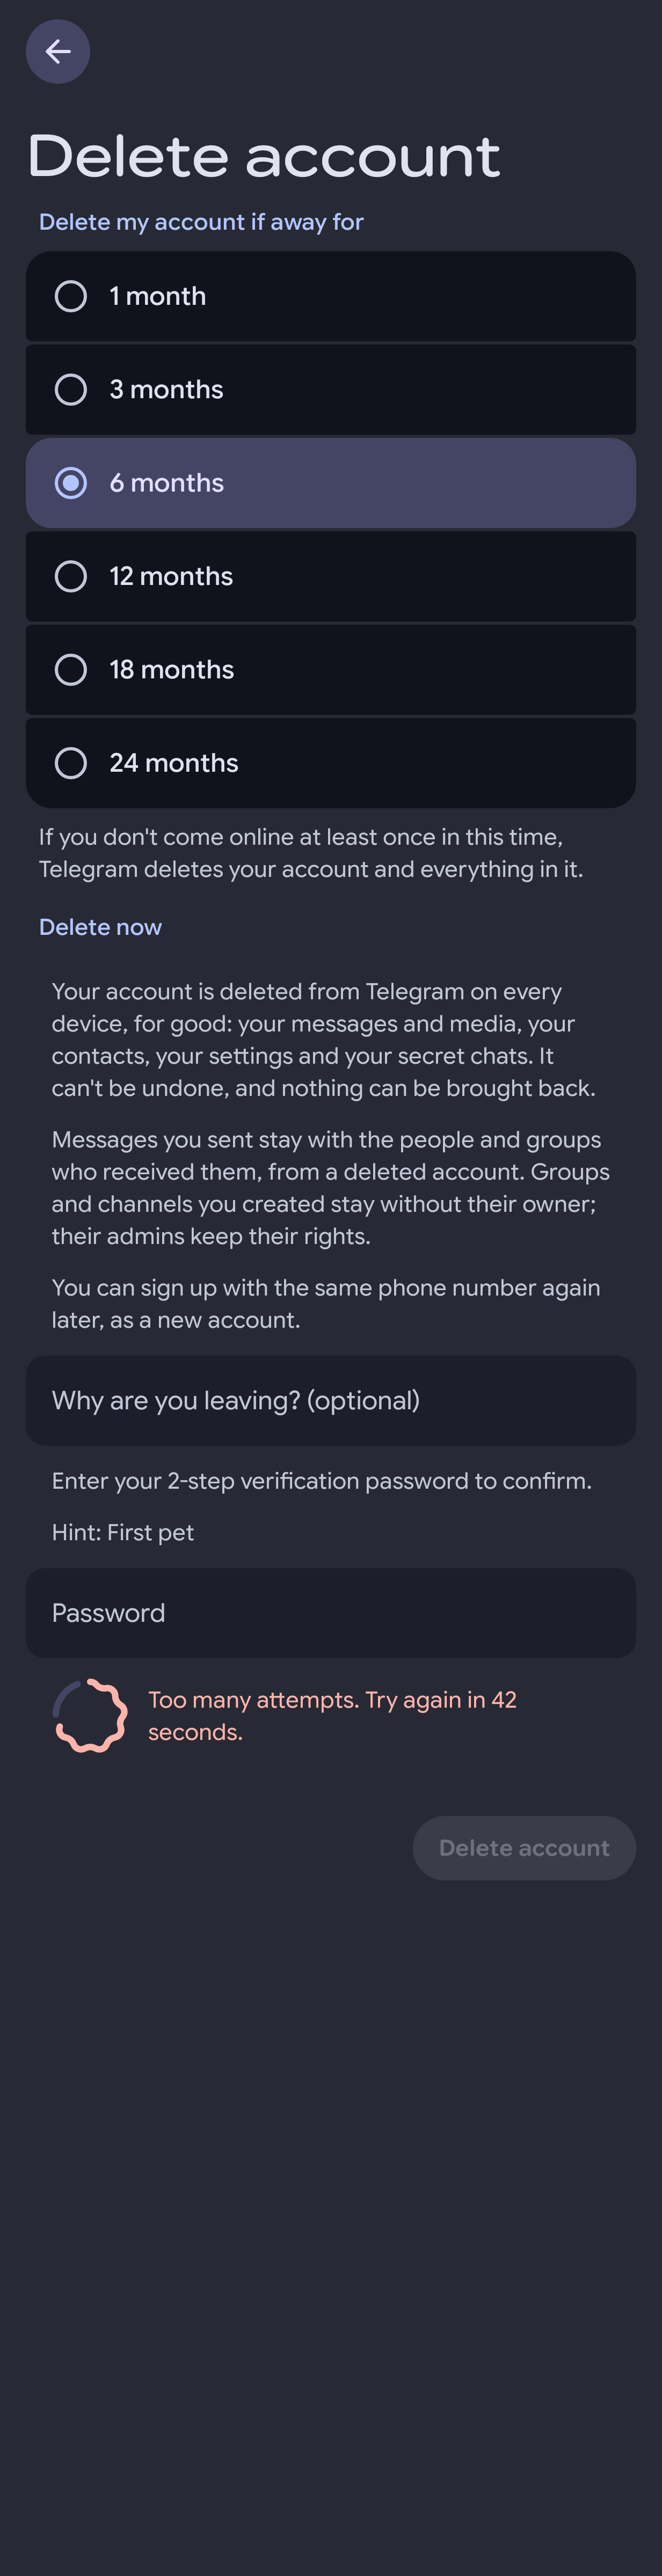 Delete account
Delete my account if away for
1 month
3 months
6 months
12 months
18 months
24 months
If you don't come online at least once in this time,
Telegram deletes your account and everything in it.
Delete now
Your account is deleted from Telegram on every
device, for good: your messages and media, your
contacts, your settings and your secret chats. It
can't be undone, and nothing can be brought back.
Messages you sent stay with the people and groups
who received them, from a deleted account. Groups
and channels you created stay without their owner;
their admins keep their rights.
You can sign up with the same phone number again
later, as a new account.
Why are you leaving? (optional)
Enter your 2-step verification password to confirm.
Hint: First pet
Password
Too many attempts. Try again in 42
seconds.
Delete account